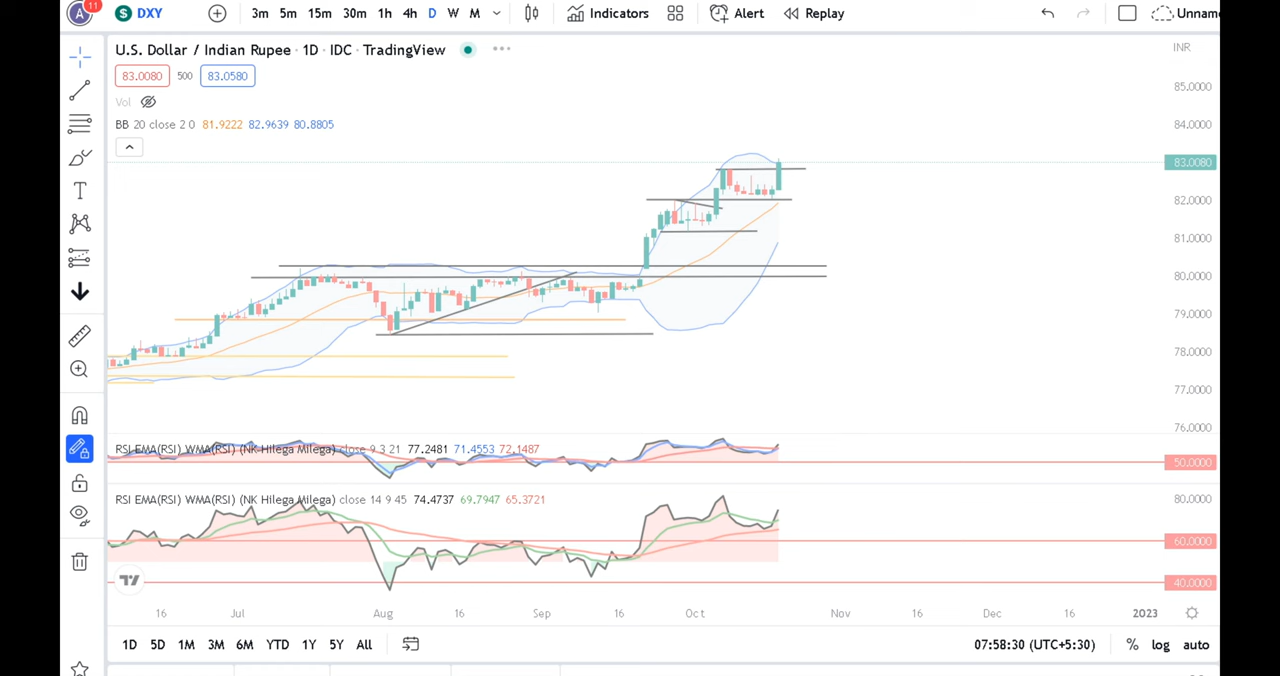 A 11 S DXY 3m 5m 15m 30m 1h 4h D W M Indicators Alert Replay Unname
U.S. Dollar / Indian Rupee · 1D · IDC · TradingView
INR
83.0080 500 83.0580
85.0000
Vol
BB 20 close 2 0 81.9222 82.9639 80.8805
84.0000
83.0080
82.0000
81.0000
80.0000
79.0000
78.0000
77.0000
76.0000
RSI EMA(RSI) WMA(RSI) (NK Hilega Milega) close 9 3 21 77.2481 71.4553 72.1487
50.0000
RSI EMA(RSI) WMA(RSI) (NK Hilega Milega) close 14 9 45 74.4737 69.7947 65.3721
80.0000
60.0000
40.0000
16 Jul Aug 16 Sep 16 Oct Nov 16 Dec 16 2023
1D 5D 1M 3M 6M YTD 1Y 5Y All 07:58:30 (UTC+5:30) % log auto